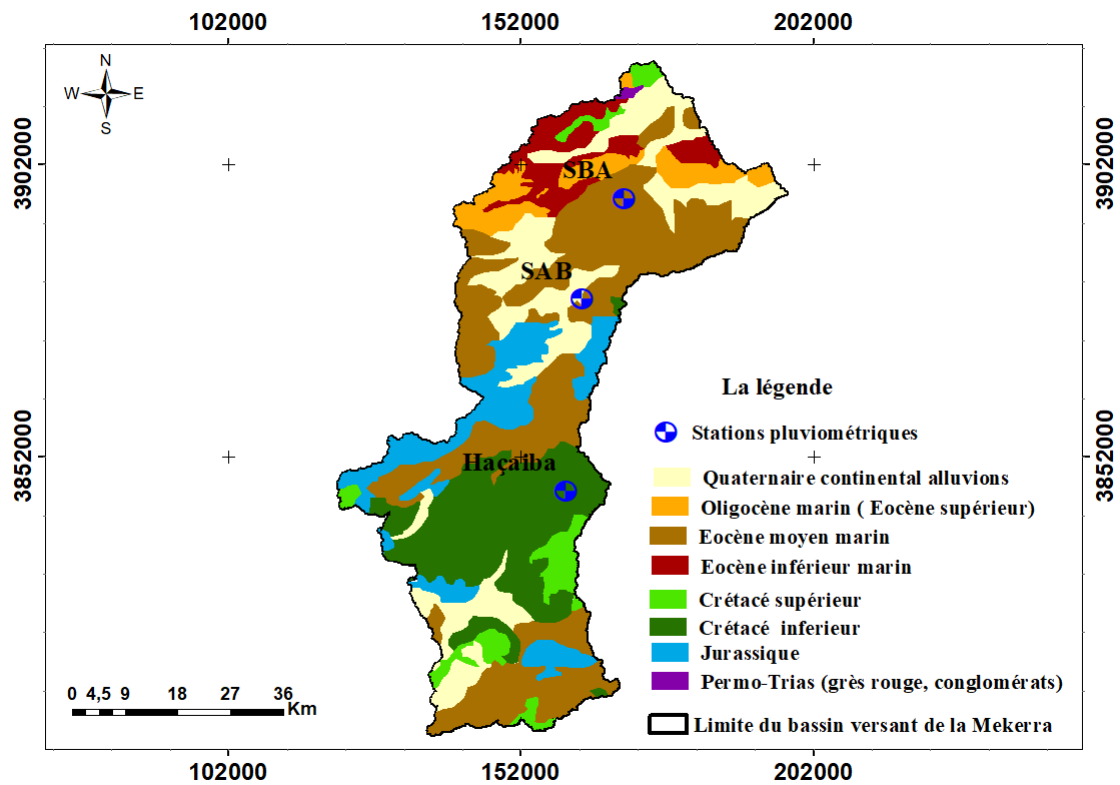 102000 152000 202000
N
W E
S
3902000 3902000
SBA
SAB
La légende
Stations pluviométriques
3852000 3852000
Haçaiba
Quaternaire continental alluvions
Oligocène marin ( Eocène supérieur)
Eocène moyen marin
Eocène inférieur marin
Crétacé supérieur
Crétacé inferieur
Jurassique
Permo-Trias (grès rouge, conglomérats)
0 4,5 9 18 27 36
Km
Limite du bassin versant de la Mekerra
102000 152000 202000